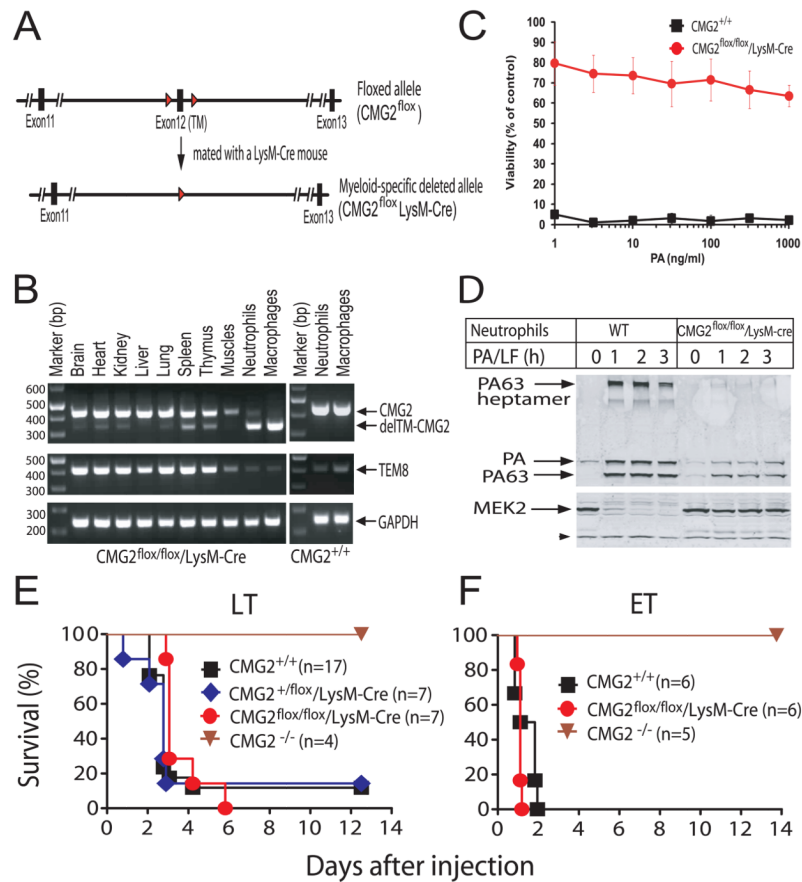 A
Exon11
Exon12 (TM)
Exon13
Floxed allele
(CMG2flox)
mated with a LysM-Cre mouse
Exon11
Exon13
Myeloid-specific deleted allele
(CMG2flox LysM-Cre)
C
Viability (% of control)
100
90
80
70
60
50
40
30
20
10
0
1
10
100
1000
PA (ng/ml)
CMG2+/+
CMG2flox/flox/LysM-Cre
B
Marker (bp)
Brain
Heart
Kidney
Liver
Lung
Spleen
Thymus
Muscles
Neutrophils
Macrophages
Marker (bp)
Neutrophils
Macrophages
600
500
400
300
CMG2
delTM-CMG2
500
400
300
TEM8
300
200
GAPDH
CMG2flox/flox/LysM-Cre
CMG2+/+
D
Neutrophils WT CMG2flox/flox/LysM-cre
PA/LF (h) 0 1 2 3 0 1 2 3
PA63
heptamer
PA
PA63
MEK2
E
LT
Survival (%)
100
80
60
40
20
0
0 2 4 6 8 10 12 14
CMG2+/+ (n=17)
CMG2+/flox/LysM-Cre (n=7)
CMG2flox/flox/LysM-Cre (n=7)
CMG2 -/- (n=4)
F
ET
100
80
60
40
20
0
0 2 4 6 8 10 12 14
CMG2+/+ (n=6)
CMG2flox/flox/LysM-Cre (n=6)
CMG2 -/- (n=5)
Days after injection